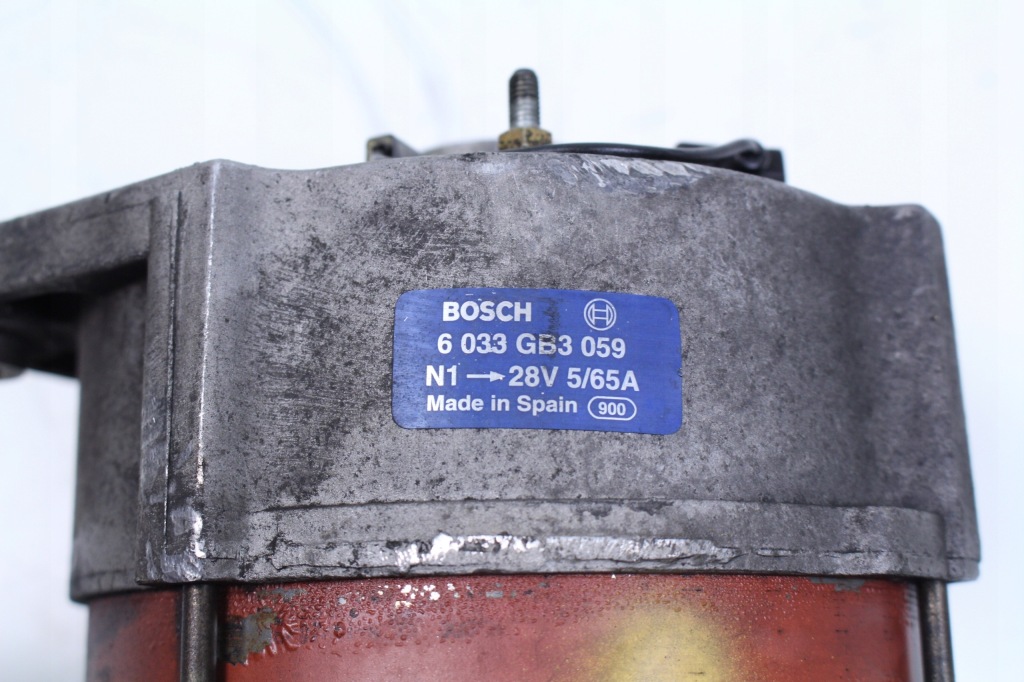 BOSCH
6 033 GB3 059
N1 → 28V 5/65A
Made in Spain 900